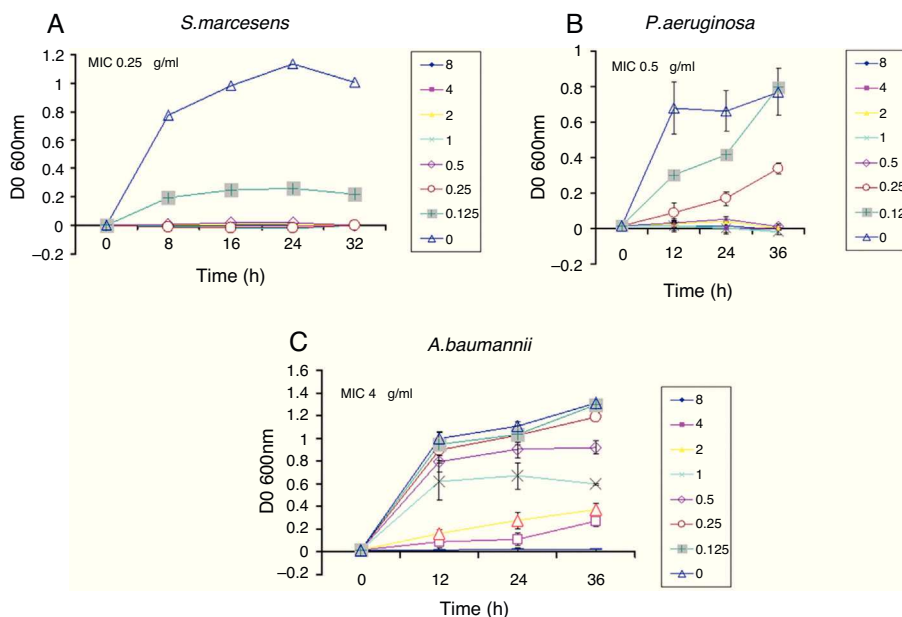 A
S.marcesens
MIC 0.25 g/ml
D0 600nm
1.2
1
0.8
0.6
0.4
0.2
0
–0.2
0 8 16 24 32
Time (h)
8
4
2
1
0.5
0.25
0.125
0
B
P.aeruginosa
MIC 0.5 g/ml
D0 600nm
1
0.8
0.6
0.4
0.2
0
–0.2
0 12 24 36
Time (h)
8
4
2
1
0.5
0.25
0.12
0
C
A.baumannii
MIC 4 g/ml
D0 600nm
1.6
1.4
1.2
1
0.8
0.6
0.4
0.2
0
–0.2
0 12 24 36
Time (h)
8
4
2
1
0.5
0.25
0.125
0